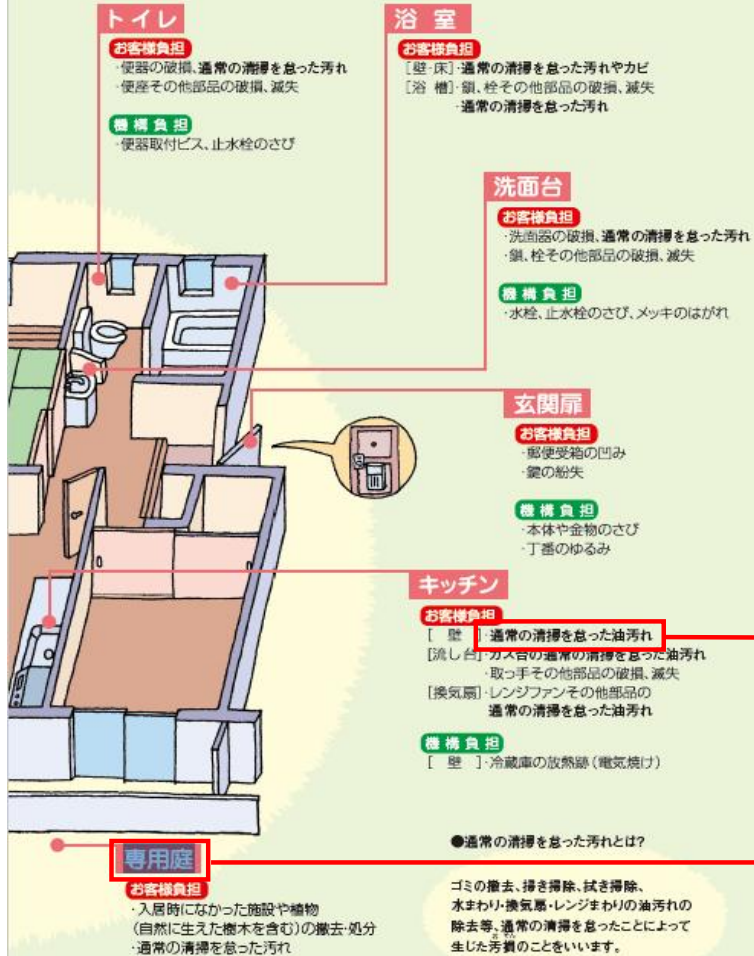 トイレ
お客様負担
・便器の破損、通常の清掃を怠った汚れ
・便座その他部品の破損、滅失
機構負担
・便器取付ビス、止水栓のさび
浴室
お客様負担
[壁・床]・通常の清掃を怠った汚れやカビ
[浴 槽]・鎖、栓その他部品の破損、滅失
・通常の清掃を怠った汚れ
洗面台
お客様負担
・洗面器の破損、通常の清掃を怠った汚れ
・鎖、栓その他部品の破損、滅失
機構負担
・水栓、止水栓のさび、メッキのはがれ
玄関扉
お客様負担
・郵便受箱の凹み
・鍵の紛失
機構負担
・本体や金物のさび
・丁番のゆるみ
キッチン
お客様負担
[ 壁 ]・通常の清掃を怠った油汚れ
[流し台]・ガス台の通常の清掃を怠った油汚れ
・取っ手その他部品の破損、滅失
[換気扇]・レンジファンその他部品の
通常の清掃を怠った油汚れ
機構負担
[ 壁 ]・冷蔵庫の放熱跡(電気焼け)
専用庭
お客様負担
・入居時になかった施設や植物
(自然に生えた樹木を含む)の撤去・処分
・通常の清掃を怠った汚れ
●通常の清掃を怠った汚れとは?
ゴミの撤去、掃き掃除、拭き掃除、
水まわり・換気扇・レンジまわりの油汚れの
除去等、通常の清掃を怠ったことによって
生じた汚損のことをいいます。